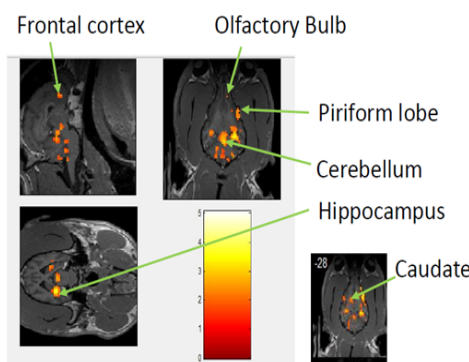 Frontal cortex
Olfactory Bulb
Piriform lobe
Cerebellum
Hippocampus
5
4
3
2
1
0
-28
Caudate